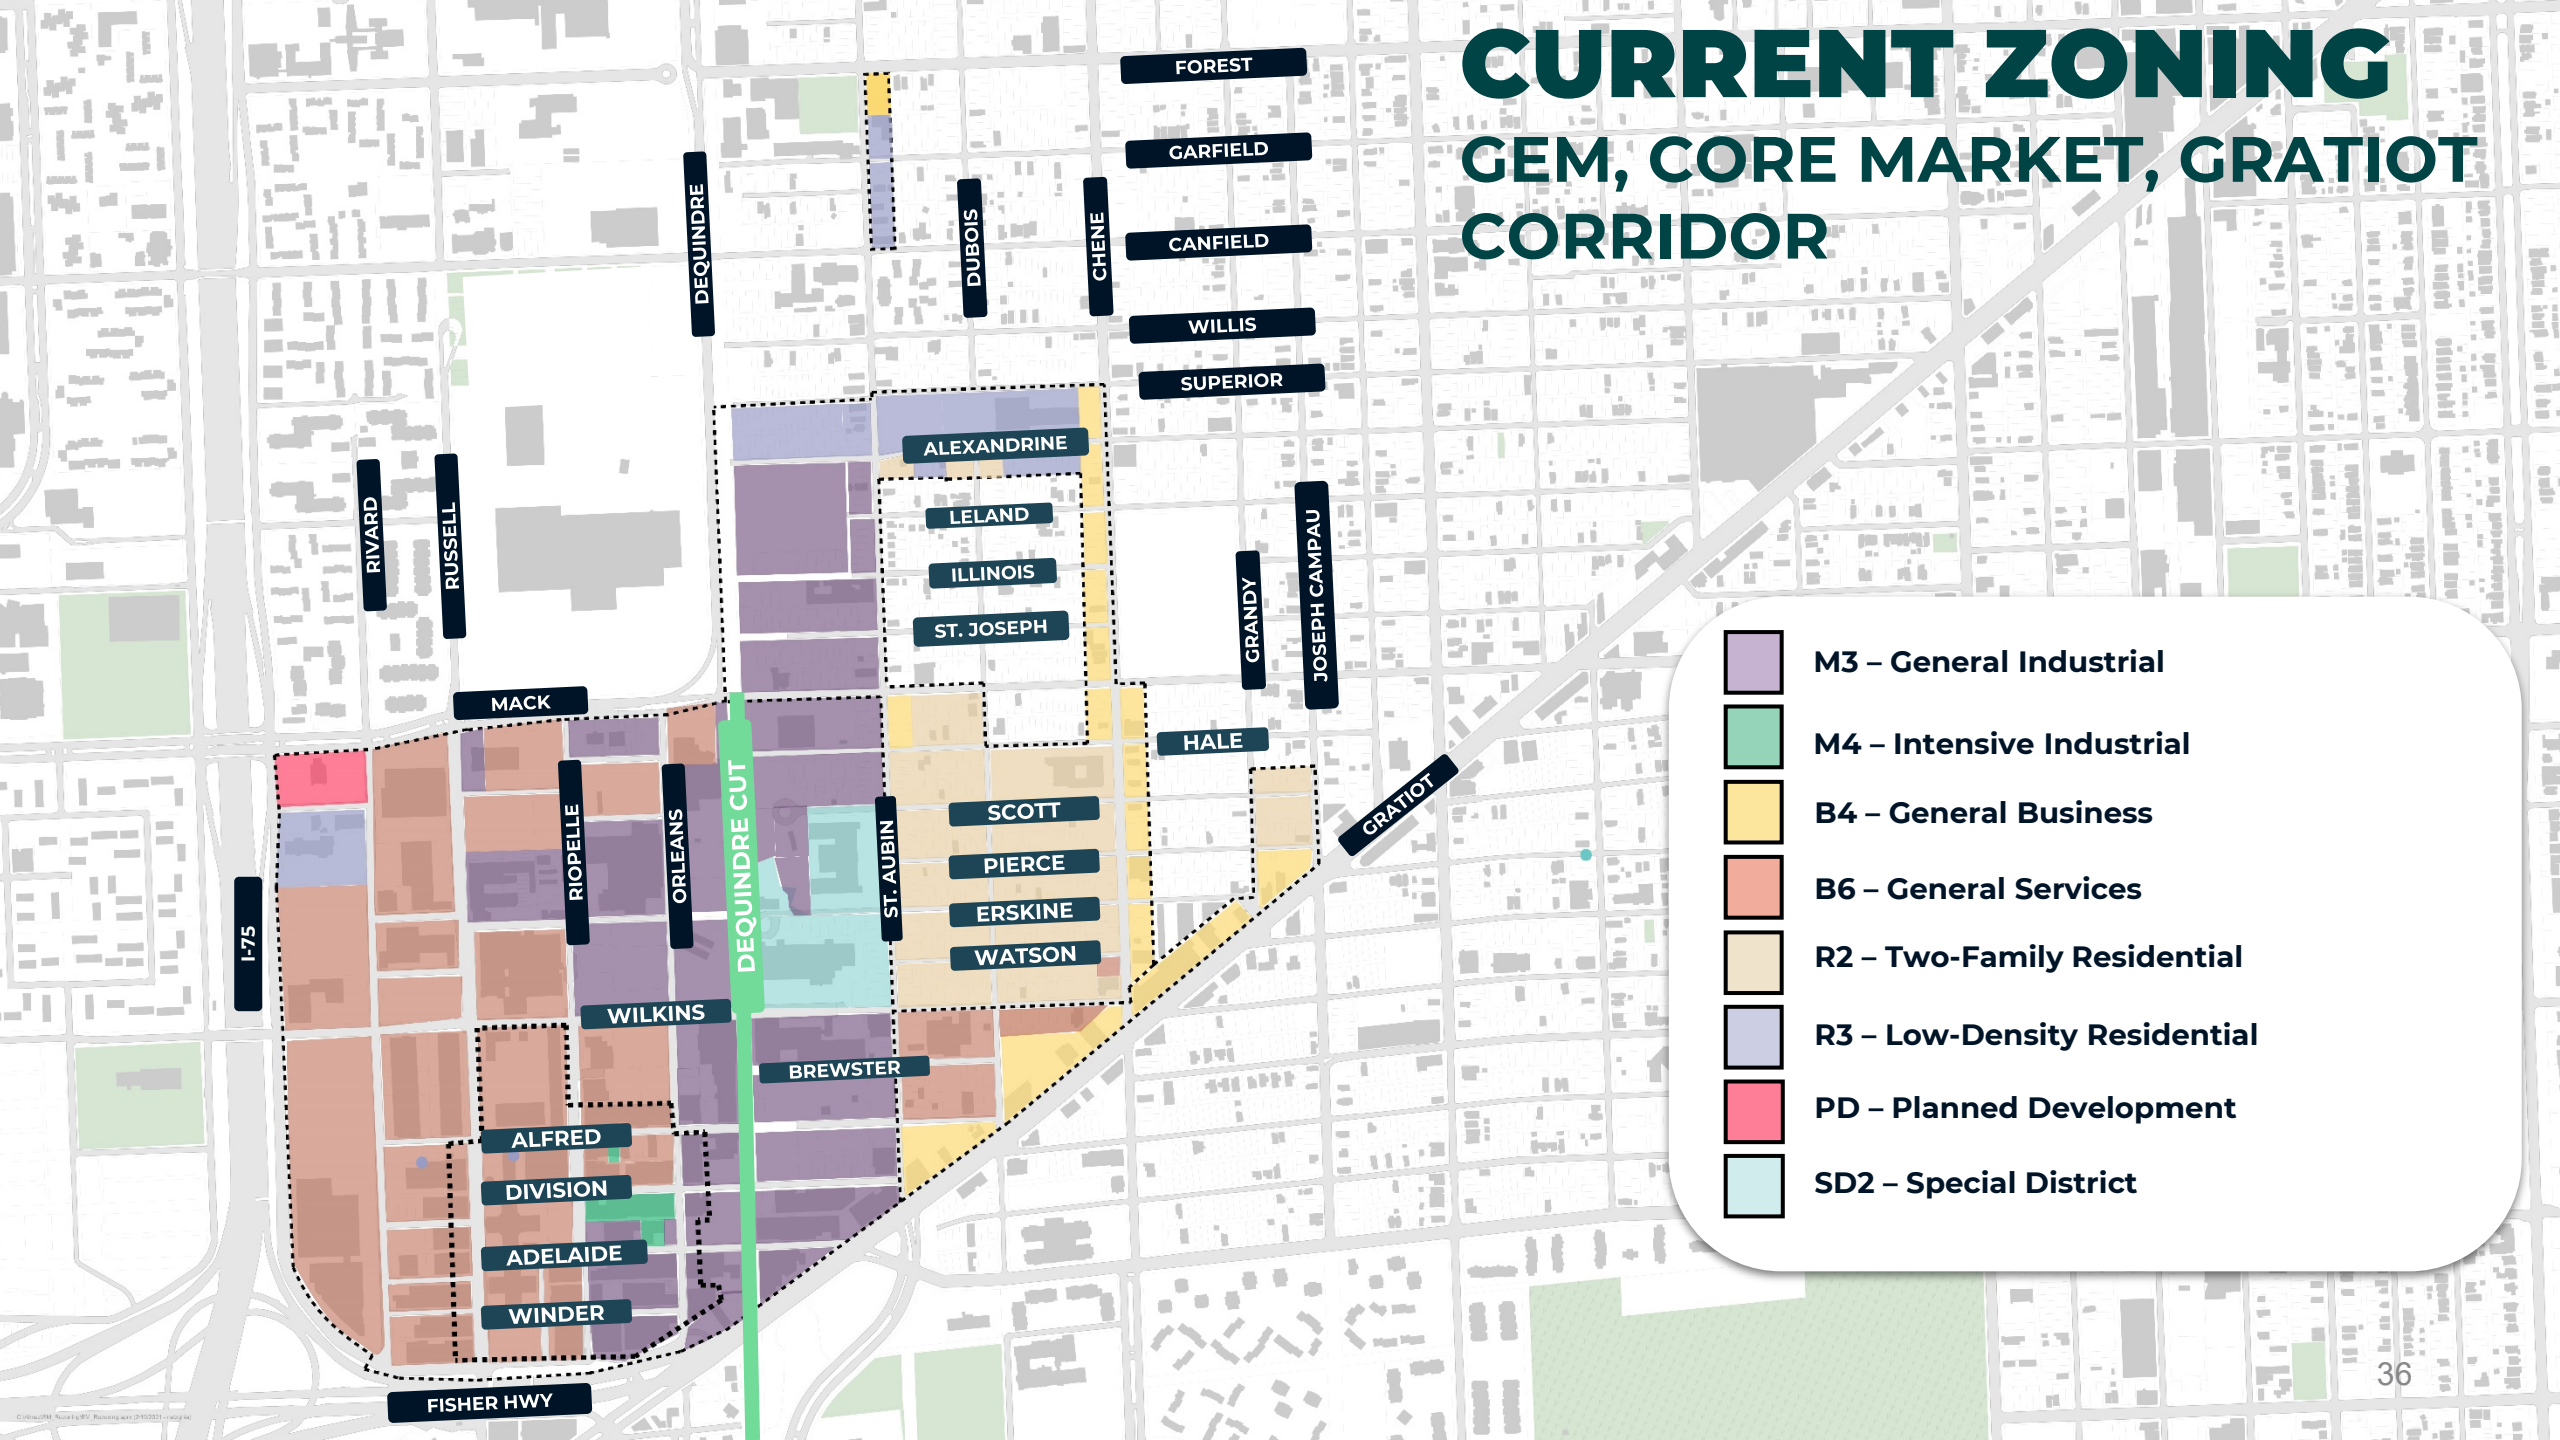 CURRENT ZONING
GEM, CORE MARKET, GRATIOT
CORRIDOR
FOREST
GARFIELD
CANFIELD
WILLIS
SUPERIOR
DEQUINDRE
DUBOIS
CHENE
ALEXANDRINE
LELAND
ILLINOIS
ST. JOSEPH
RIVARD
RUSSELL
GRANDY
JOSEPH CAMPAU
MACK
HALE
GRATIOT
RIOPELLE
ORLEANS
DEQUINDRE CUT
ST. AUBIN
SCOTT
PIERCE
ERSKINE
WATSON
I-75
WILKINS
BREWSTER
ALFRED
DIVISION
ADELAIDE
WINDER
FISHER HWY
M3 – General Industrial
M4 – Intensive Industrial
B4 – General Business
B6 – General Services
R2 – Two-Family Residential
R3 – Low-Density Residential
PD – Planned Development
SD2 – Special District
36